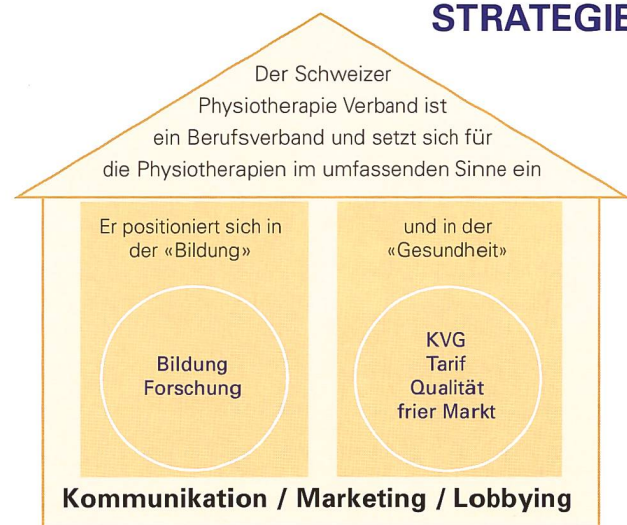 STRATEGIE
Der Schweizer
Physiotherapie Verband ist
ein Berufsverband und setzt sich für
die Physiotherapien im umfassenden Sinne ein
Er positioniert sich in
der «Bildung»
und in der
«Gesundheit»
Bildung
Forschung
KVG
Tarif
Qualität
frier Markt
Kommunikation / Marketing / Lobbying